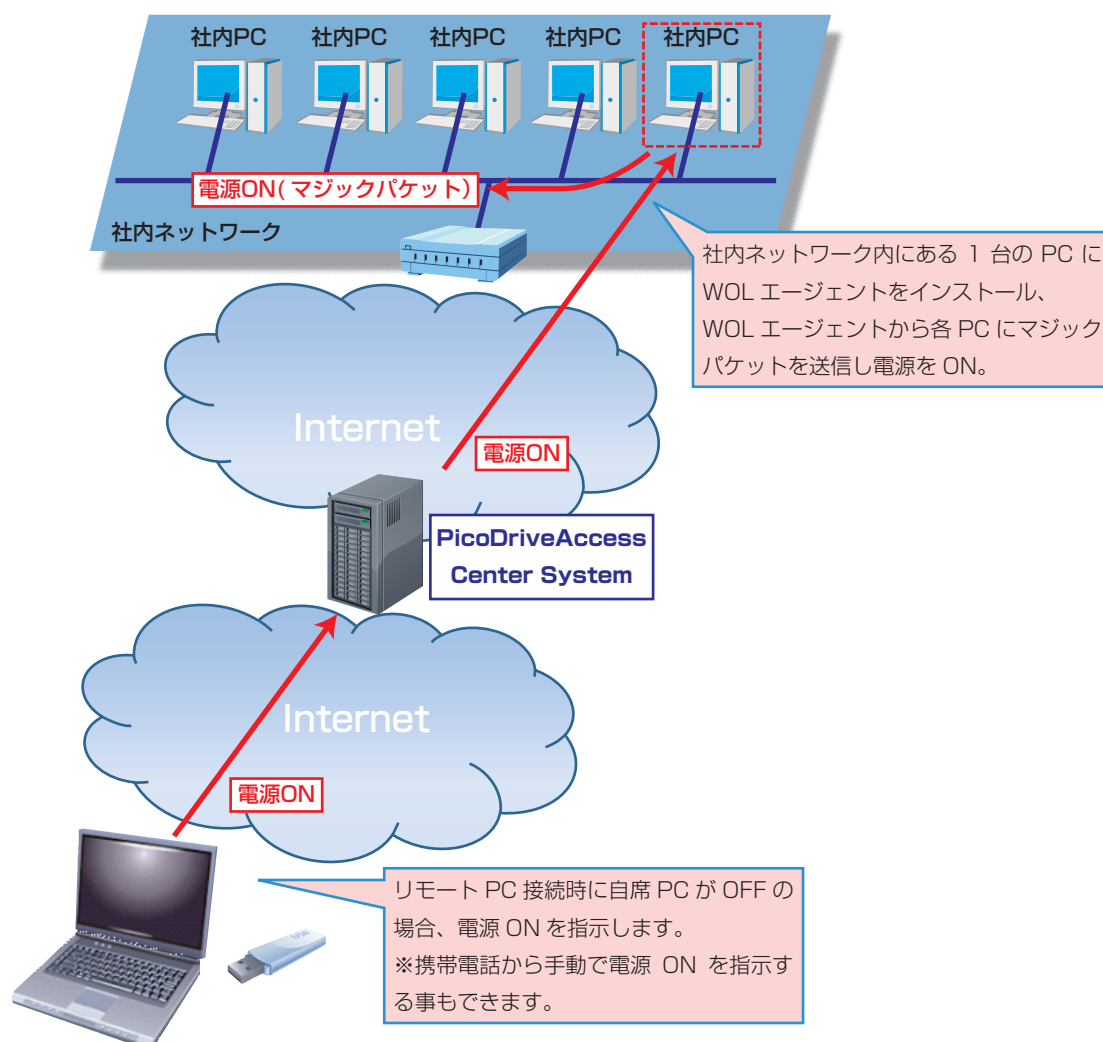 社内PC 社内PC 社内PC 社内PC 社内PC
電源ON( マジックパケット)
社内ネットワーク
社内ネットワーク内にある 1 台の PC に
WOL エージェントをインストール、
WOL エージェントから各 PC にマジック
パケットを送信し電源を ON。
Internet
電源ON
PicoDriveAccess
Center System
Internet
電源ON
リモート PC 接続時に自席 PC が OFF の
場合、電源 ON を指示します。
※携帯電話から手動で電源 ON を指示す
る事もできます。
USB